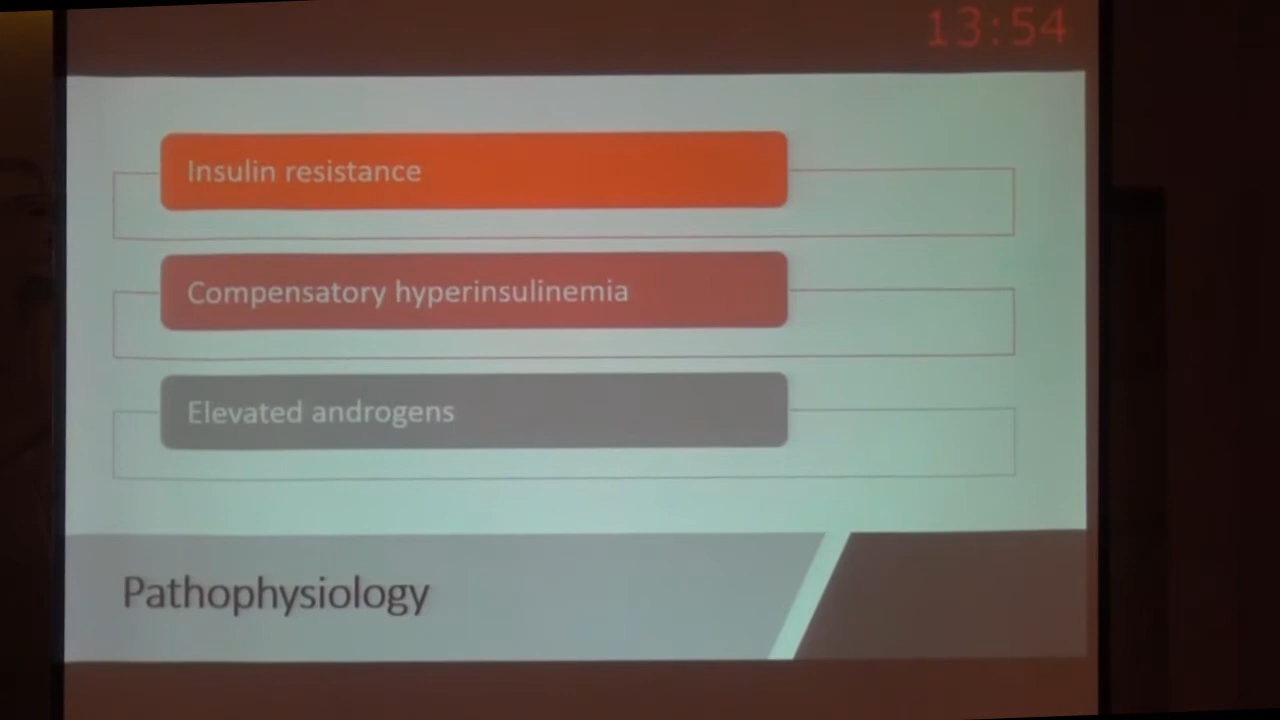 13:54
Insulin resistance
Compensatory hyperinsulinemia
Elevated androgens
Pathophysiology